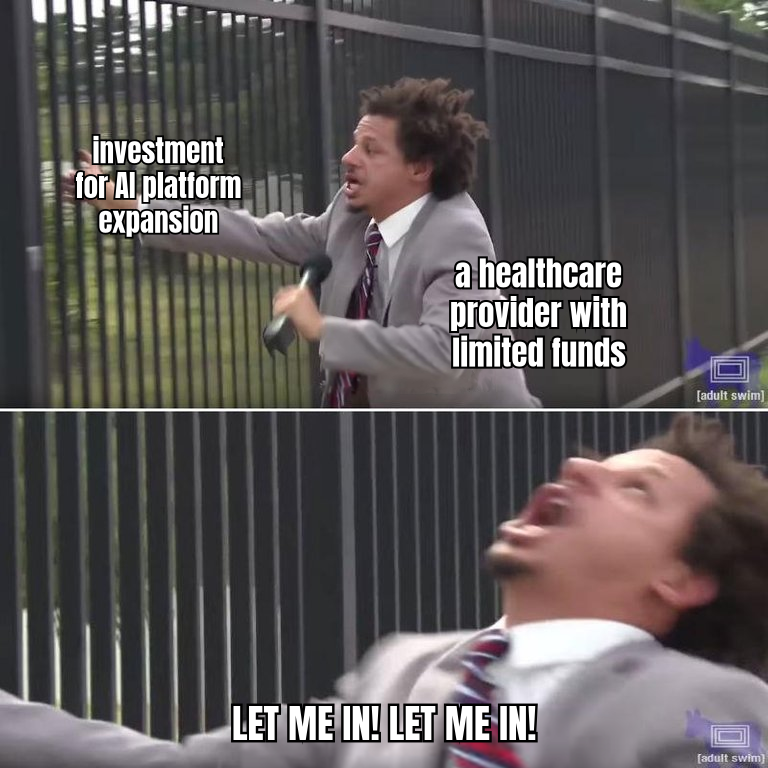 investment
for AI platform
expansion
a healthcare
provider with
limited funds
[adult swim]
LET ME IN! LET ME IN!
[adult swim]